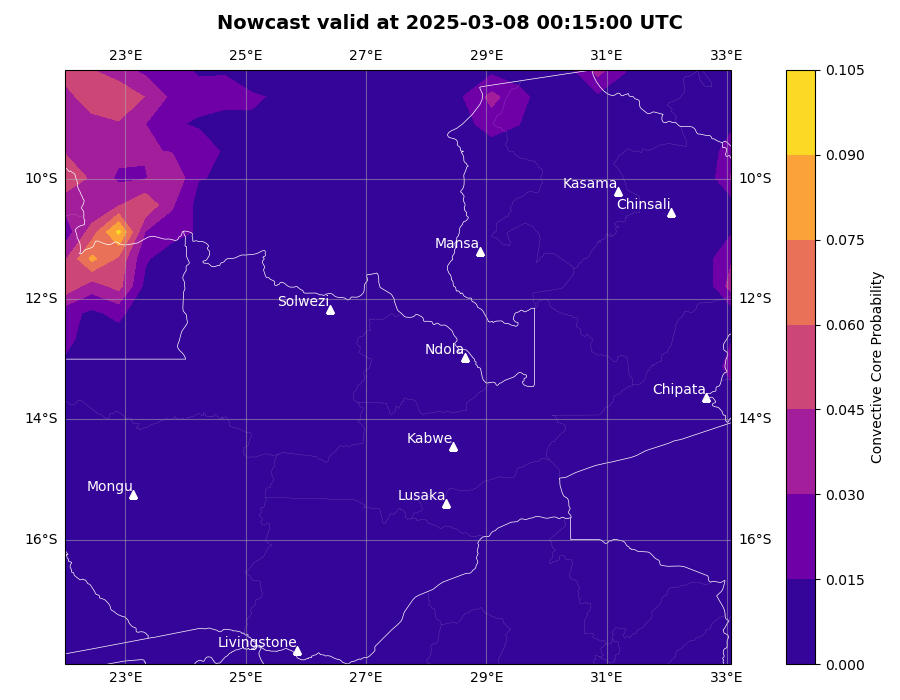 Nowcast valid at 2025-03-08 00:15:00 UTC
23°E 25°E 27°E 29°E 31°E 33°E
0.105
0.090
0.075
0.060
0.045
0.030
0.015
0.000
Convective Core Probability
10°S 10°S
12°S 12°S
14°S 14°S
16°S 16°S
Kasama
Chinsali
Mansa
Solwezi
Ndola
Chipata
Kabwe
Mongu
Lusaka
Livingstone
23°E 25°E 27°E 29°E 31°E 33°E